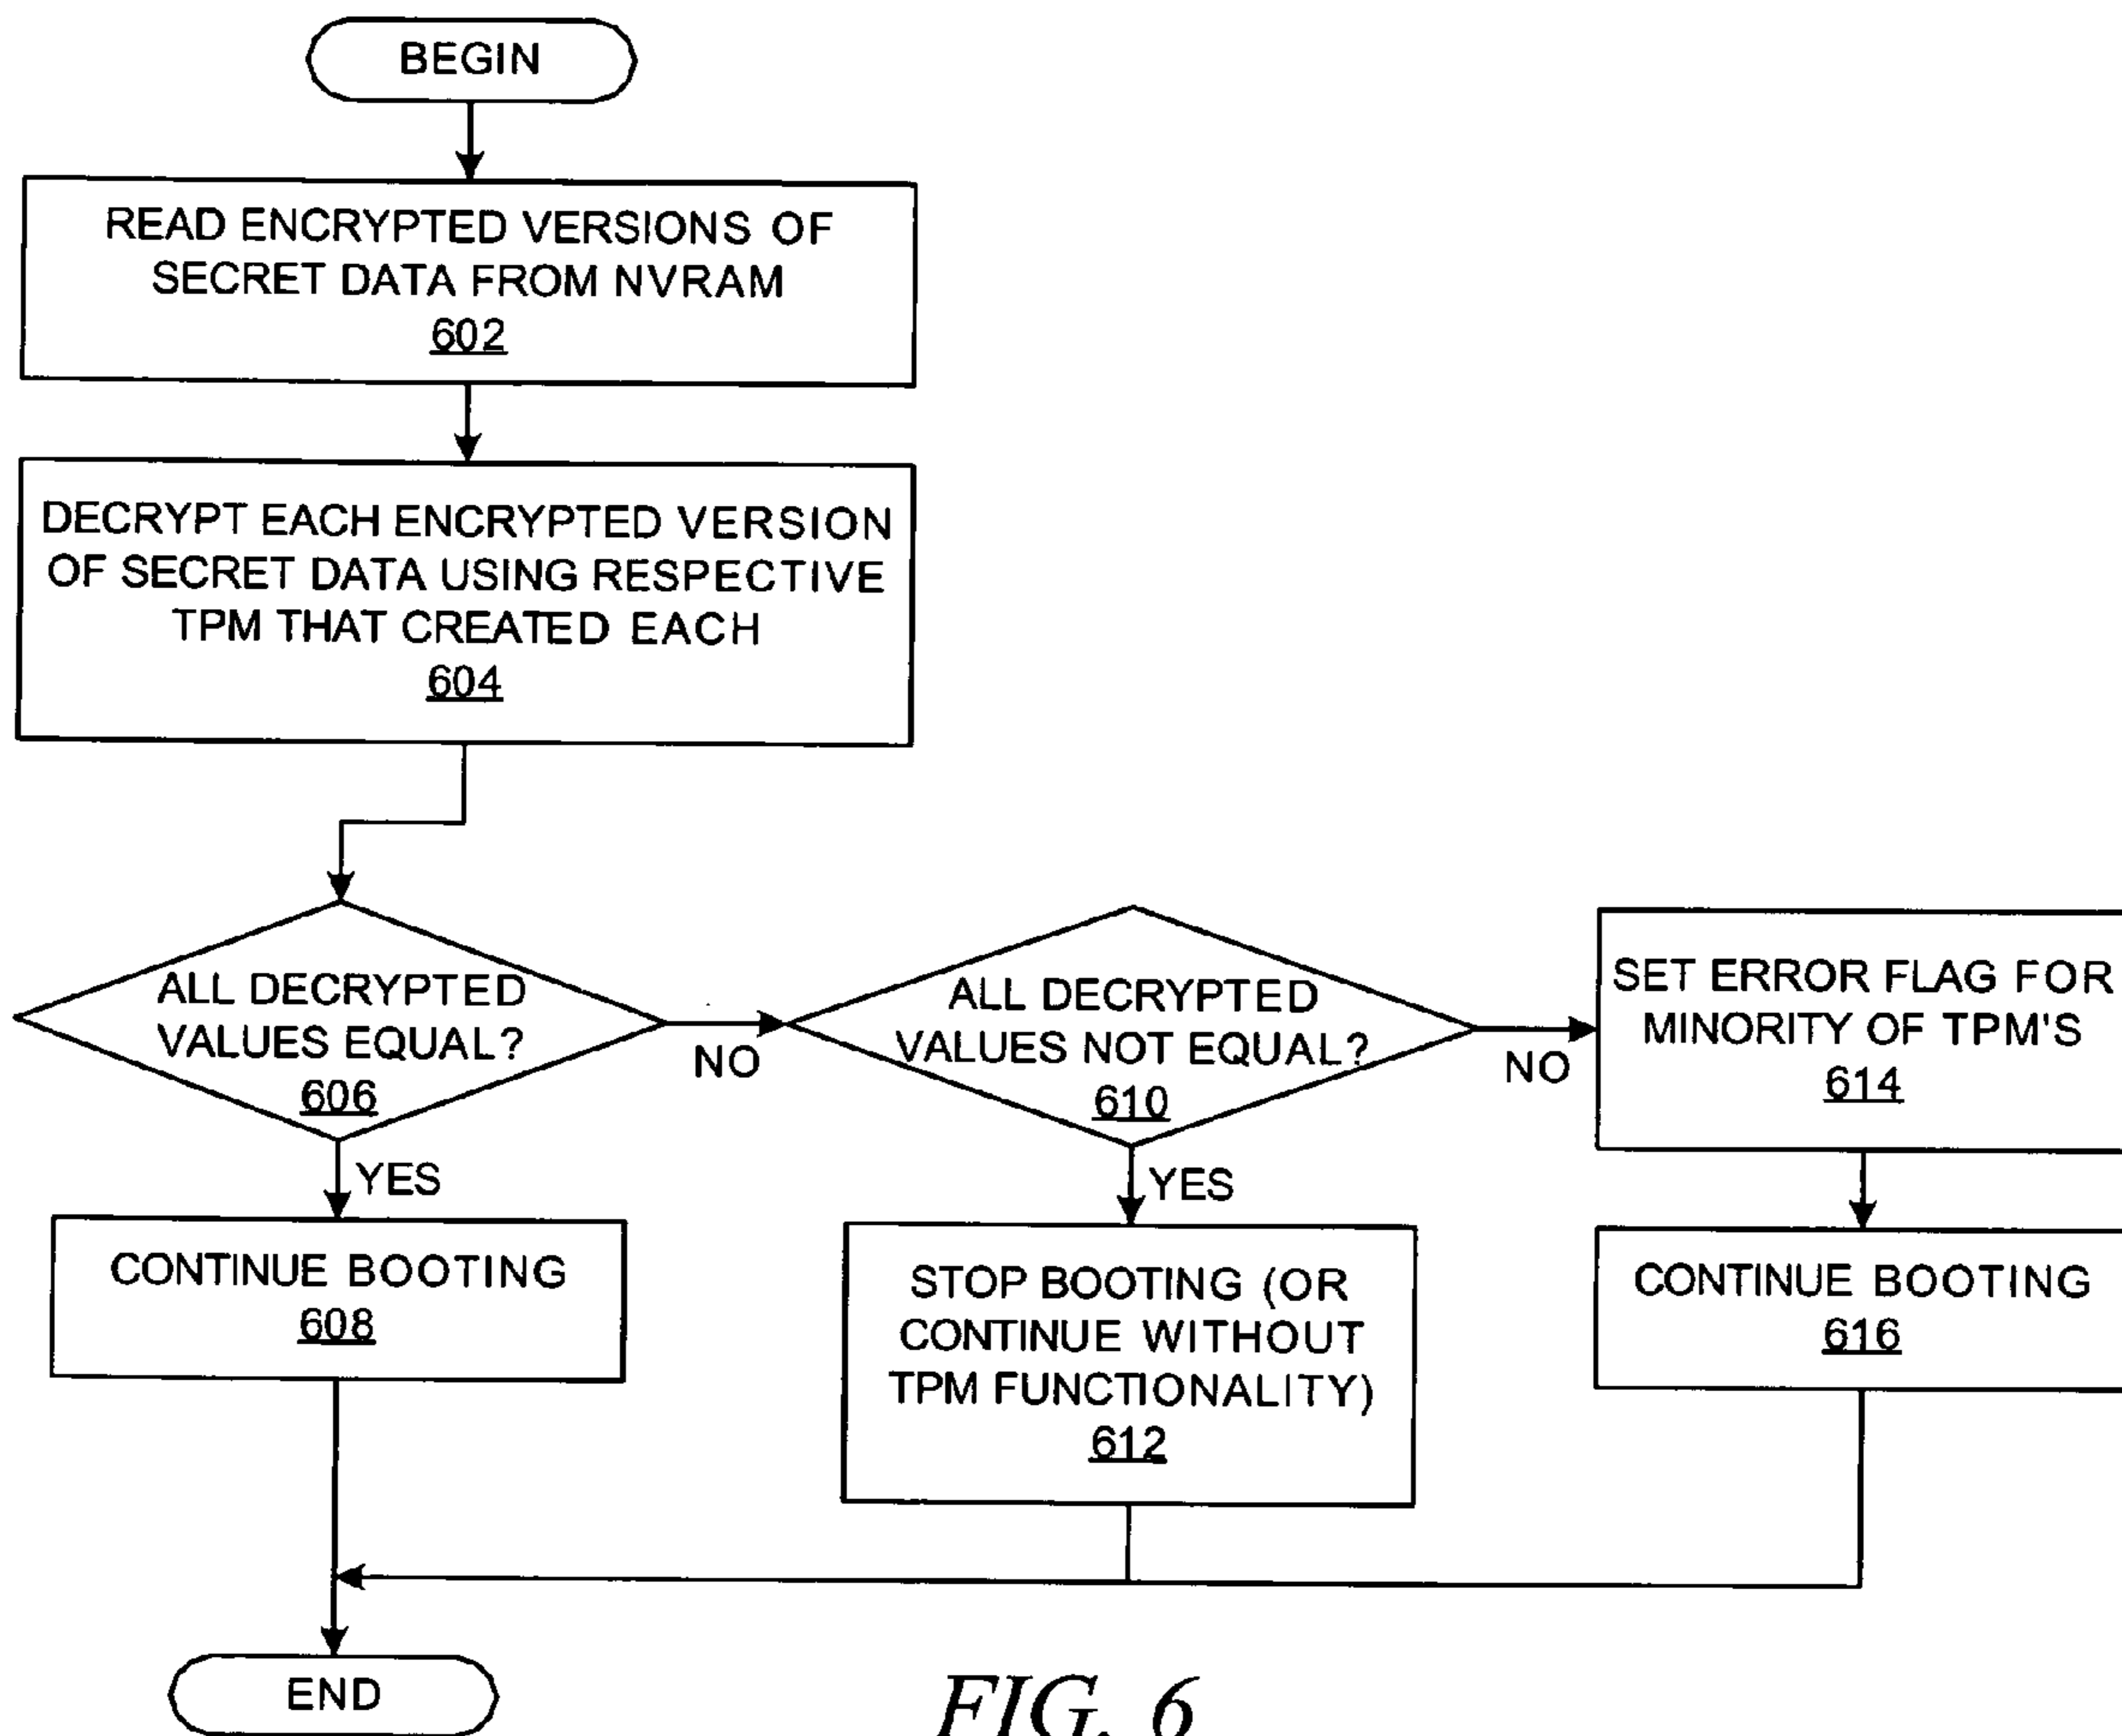 BEGIN
READ ENCRYPTED VERSIONS OF
SECRET DATA FROM NVRAM
602
DECRYPT EACH ENCRYPTED VERSION
OF SECRET DATA USING RESPECTIVE
TPM THAT CREATED EACH
604
ALL DECRYPTED
VALUES EQUAL?
606
NO
YES
ALL DECRYPTED
VALUES NOT EQUAL?
610
NO
YES
SET ERROR FLAG FOR
MINORITY OF TPM'S
614
CONTINUE BOOTING
608
STOP BOOTING (OR
CONTINUE WITHOUT
TPM FUNCTIONALITY)
612
CONTINUE BOOTING
616
END
FIG. 6